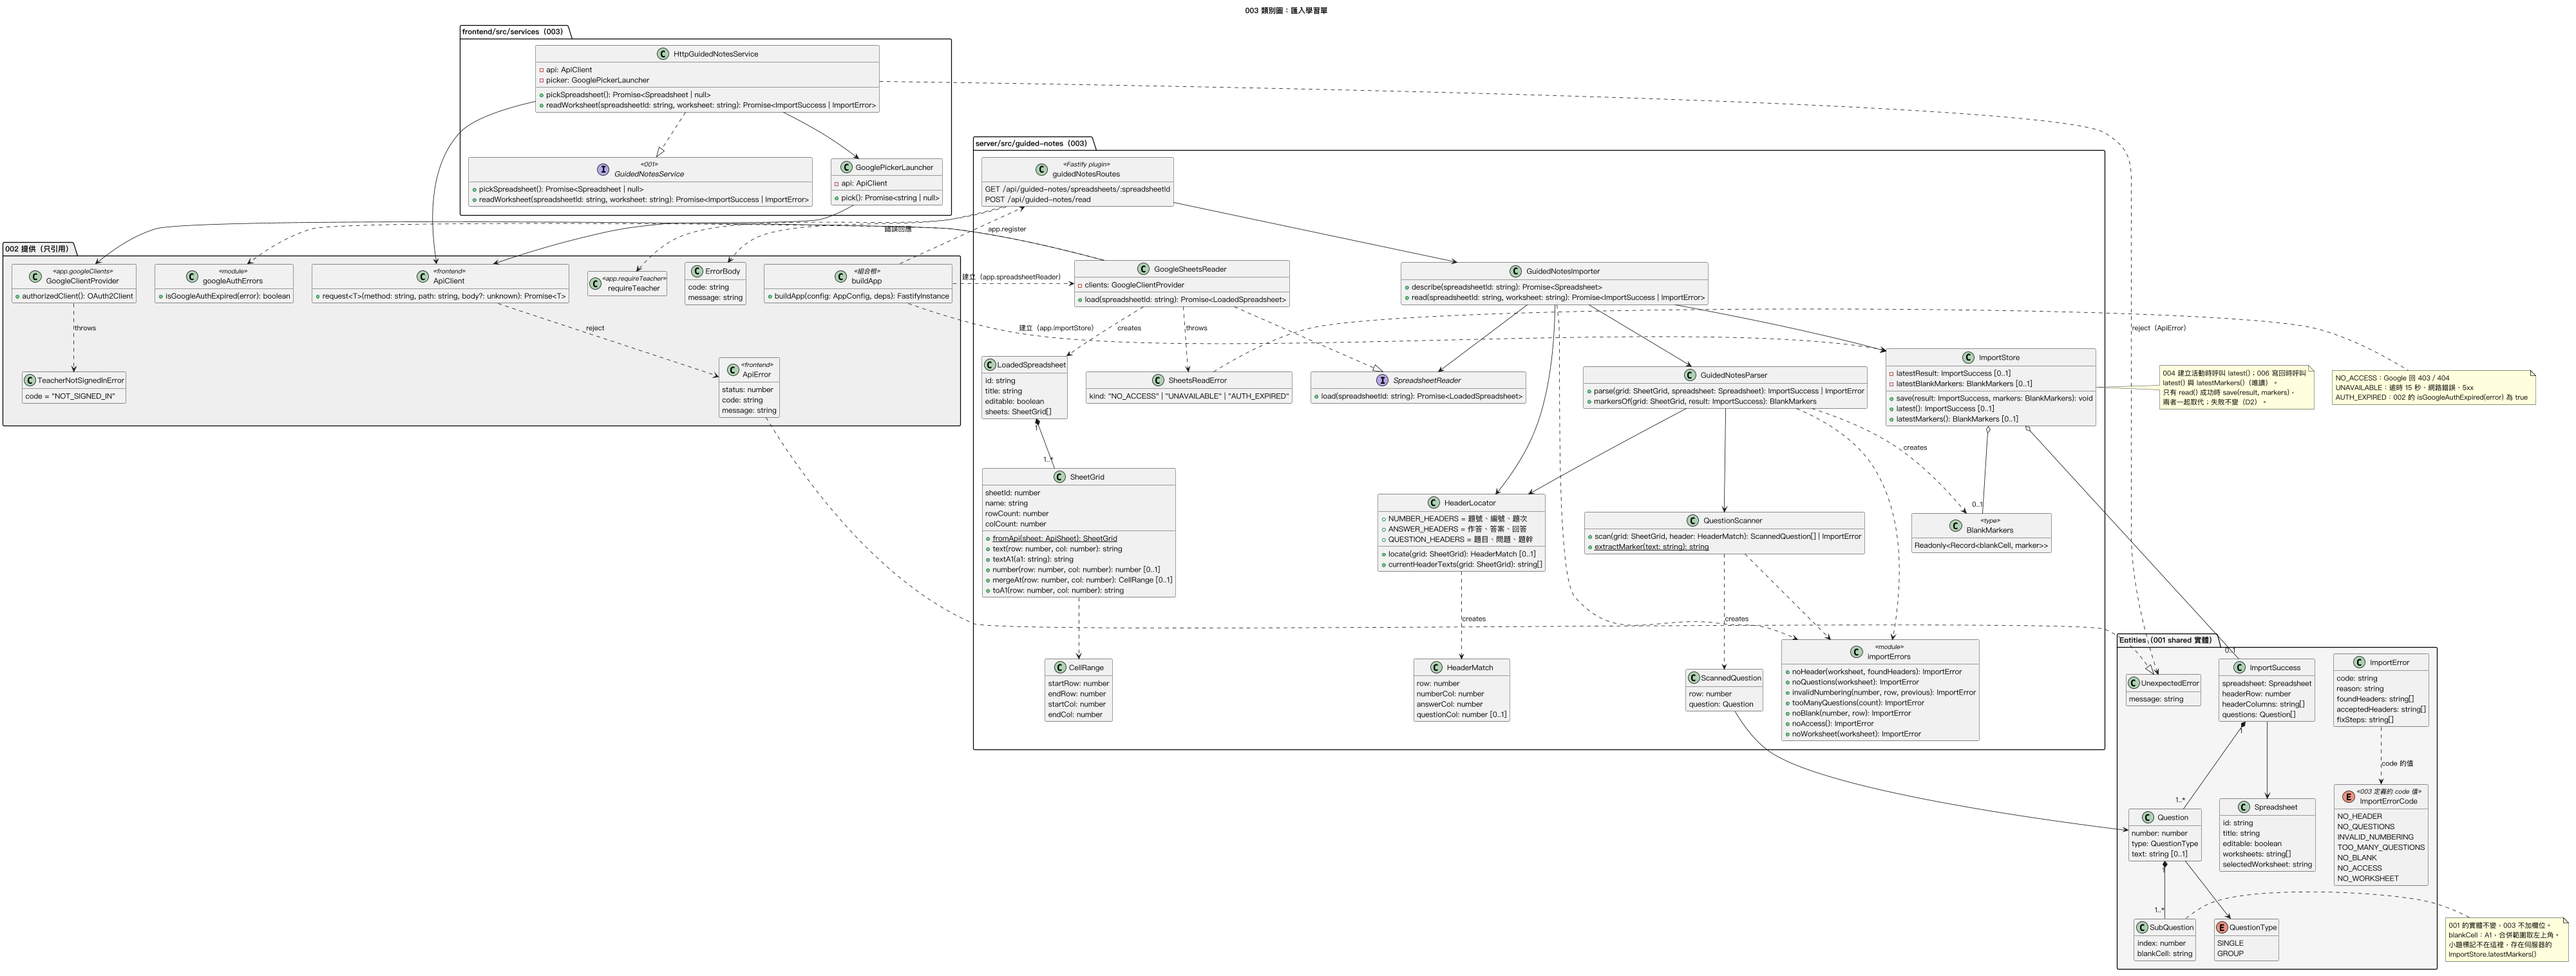 003 類別圖：匯入學習單
frontend/src/services（003）
HttpGuidedNotesService
api: ApiClient
picker: GooglePickerLauncher
pickSpreadsheet(): Promise<Spreadsheet | null>
readWorksheet(spreadsheetId: string, worksheet: string): Promise<ImportSuccess | ImportError>
«001»
GuidedNotesService
pickSpreadsheet(): Promise<Spreadsheet | null>
readWorksheet(spreadsheetId: string, worksheet: string): Promise<ImportSuccess | ImportError>
GooglePickerLauncher
api: ApiClient
pick(): Promise<string | null>
server/src/guided-notes（003）
«Fastify plugin»
guidedNotesRoutes
GET /api/guided-notes/spreadsheets/:spreadsheetId
POST /api/guided-notes/read
錯誤回應
app.register
002 提供（只引用）
«app.googleClients»
GoogleClientProvider
authorizedClient(): OAuth2Client
«module»
googleAuthErrors
isGoogleAuthExpired(error): boolean
«frontend»
ApiClient
request<T>(method: string, path: string, body?: unknown): Promise<T>
«app.requireTeacher»
requireTeacher
ErrorBody
code: string
message: string
«組合根»
buildApp
buildApp(config: AppConfig, deps): FastifyInstance
建立（app.spreadsheetReader）
建立（app.importStore）
throws
reject
TeacherNotSignedInError
code = "NOT_SIGNED_IN"
«frontend»
ApiError
status: number
code: string
message: string
GoogleSheetsReader
clients: GoogleClientProvider
load(spreadsheetId: string): Promise<LoadedSpreadsheet>
GuidedNotesImporter
describe(spreadsheetId: string): Promise<Spreadsheet>
read(spreadsheetId: string, worksheet: string): Promise<ImportSuccess | ImportError>
creates
throws
reject（ApiError）
LoadedSpreadsheet
id: string
title: string
editable: boolean
sheets: SheetGrid[]
SheetsReadError
kind: "NO_ACCESS" | "UNAVAILABLE" | "AUTH_EXPIRED"
SpreadsheetReader
load(spreadsheetId: string): Promise<LoadedSpreadsheet>
GuidedNotesParser
parse(grid: SheetGrid, spreadsheet: Spreadsheet): ImportSuccess | ImportError
markersOf(grid: SheetGrid, result: ImportSuccess): BlankMarkers
ImportStore
latestResult: ImportSuccess [0..1]
latestBlankMarkers: BlankMarkers [0..1]
save(result: ImportSuccess, markers: BlankMarkers): void
latest(): ImportSuccess [0..1]
latestMarkers(): BlankMarkers [0..1]
004 建立活動時呼叫 latest()；006 寫回時呼叫
latest() 與 latestMarkers()（唯讀）。
只有 read() 成功時 save(result, markers)，
兩者一起取代；失敗不變（D2）。
NO_ACCESS：Google 回 403 / 404
UNAVAILABLE：逾時 15 秒、網路錯誤、5xx
AUTH_EXPIRED：002 的 isGoogleAuthExpired(error) 為 true
1
1..*
creates
0..1
SheetGrid
sheetId: number
name: string
rowCount: number
colCount: number
fromApi(sheet: ApiSheet): SheetGrid
text(row: number, col: number): string
textA1(a1: string): string
number(row: number, col: number): number [0..1]
mergeAt(row: number, col: number): CellRange [0..1]
toA1(row: number, col: number): string
HeaderLocator
NUMBER_HEADERS = 題號、編號、題次
ANSWER_HEADERS = 作答、答案、回答
QUESTION_HEADERS = 題目、問題、題幹
locate(grid: SheetGrid): HeaderMatch [0..1]
currentHeaderTexts(grid: SheetGrid): string[]
QuestionScanner
scan(grid: SheetGrid, header: HeaderMatch): ScannedQuestion[] | ImportError
extractMarker(text: string): string
«type»
BlankMarkers
Readonly<Record<blankCell, marker>>
creates
creates
CellRange
startRow: number
endRow: number
startCol: number
endCol: number
HeaderMatch
row: number
numberCol: number
answerCol: number
questionCol: number [0..1]
ScannedQuestion
row: number
question: Question
«module»
importErrors
noHeader(worksheet, foundHeaders): ImportError
noQuestions(worksheet): ImportError
invalidNumbering(number, row, previous): ImportError
tooManyQuestions(count): ImportError
noBlank(number, row): ImportError
noAccess(): ImportError
noWorksheet(worksheet): ImportError
Entities（001 shared 實體）
0..1
UnexpectedError
message: string
ImportSuccess
spreadsheet: Spreadsheet
headerRow: number
headerColumns: string[]
questions: Question[]
ImportError
code: string
reason: string
foundHeaders: string[]
acceptedHeaders: string[]
fixSteps: string[]
1
1..*
code 的值
Question
number: number
type: QuestionType
text: string [0..1]
Spreadsheet
id: string
title: string
editable: boolean
worksheets: string[]
selectedWorksheet: string
«003 定義的 code 值»
ImportErrorCode
NO_HEADER
NO_QUESTIONS
INVALID_NUMBERING
TOO_MANY_QUESTIONS
NO_BLANK
NO_ACCESS
NO_WORKSHEET
1
1..*
SubQuestion
index: number
blankCell: string
QuestionType
SINGLE
GROUP
001 的實體不變，003 不加欄位。
blankCell：A1，合併範圍取左上角。
小題標記不在這裡，存在伺服器的
ImportStore.latestMarkers()